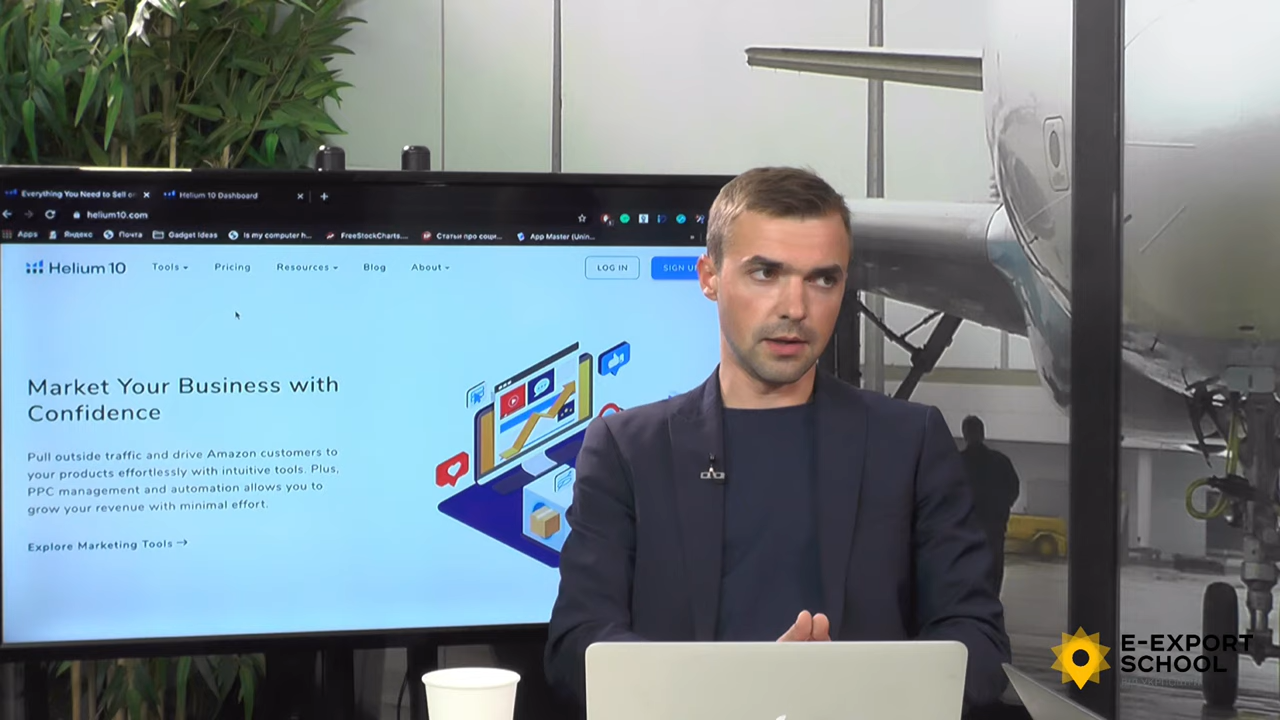 Everything You Need to Sell o
Helium 10 Dashboard
helium10.com
Apps
Яндекс
Почта
Gadget Ideas
Is my computer h...
FreeStockCharts....
Статьи про соци...
App Master (Unin...
Helium 10
Tools
Pricing
Resources
Blog
About
LOG IN
SIGN U
Market Your Business with
Confidence
Pull outside traffic and drive Amazon customers to
your products effortlessly with intuitive tools. Plus,
PPC management and automation allows you to
grow your revenue with minimal effort.
Explore Marketing Tools →
E-EXPORT
SCHOOL